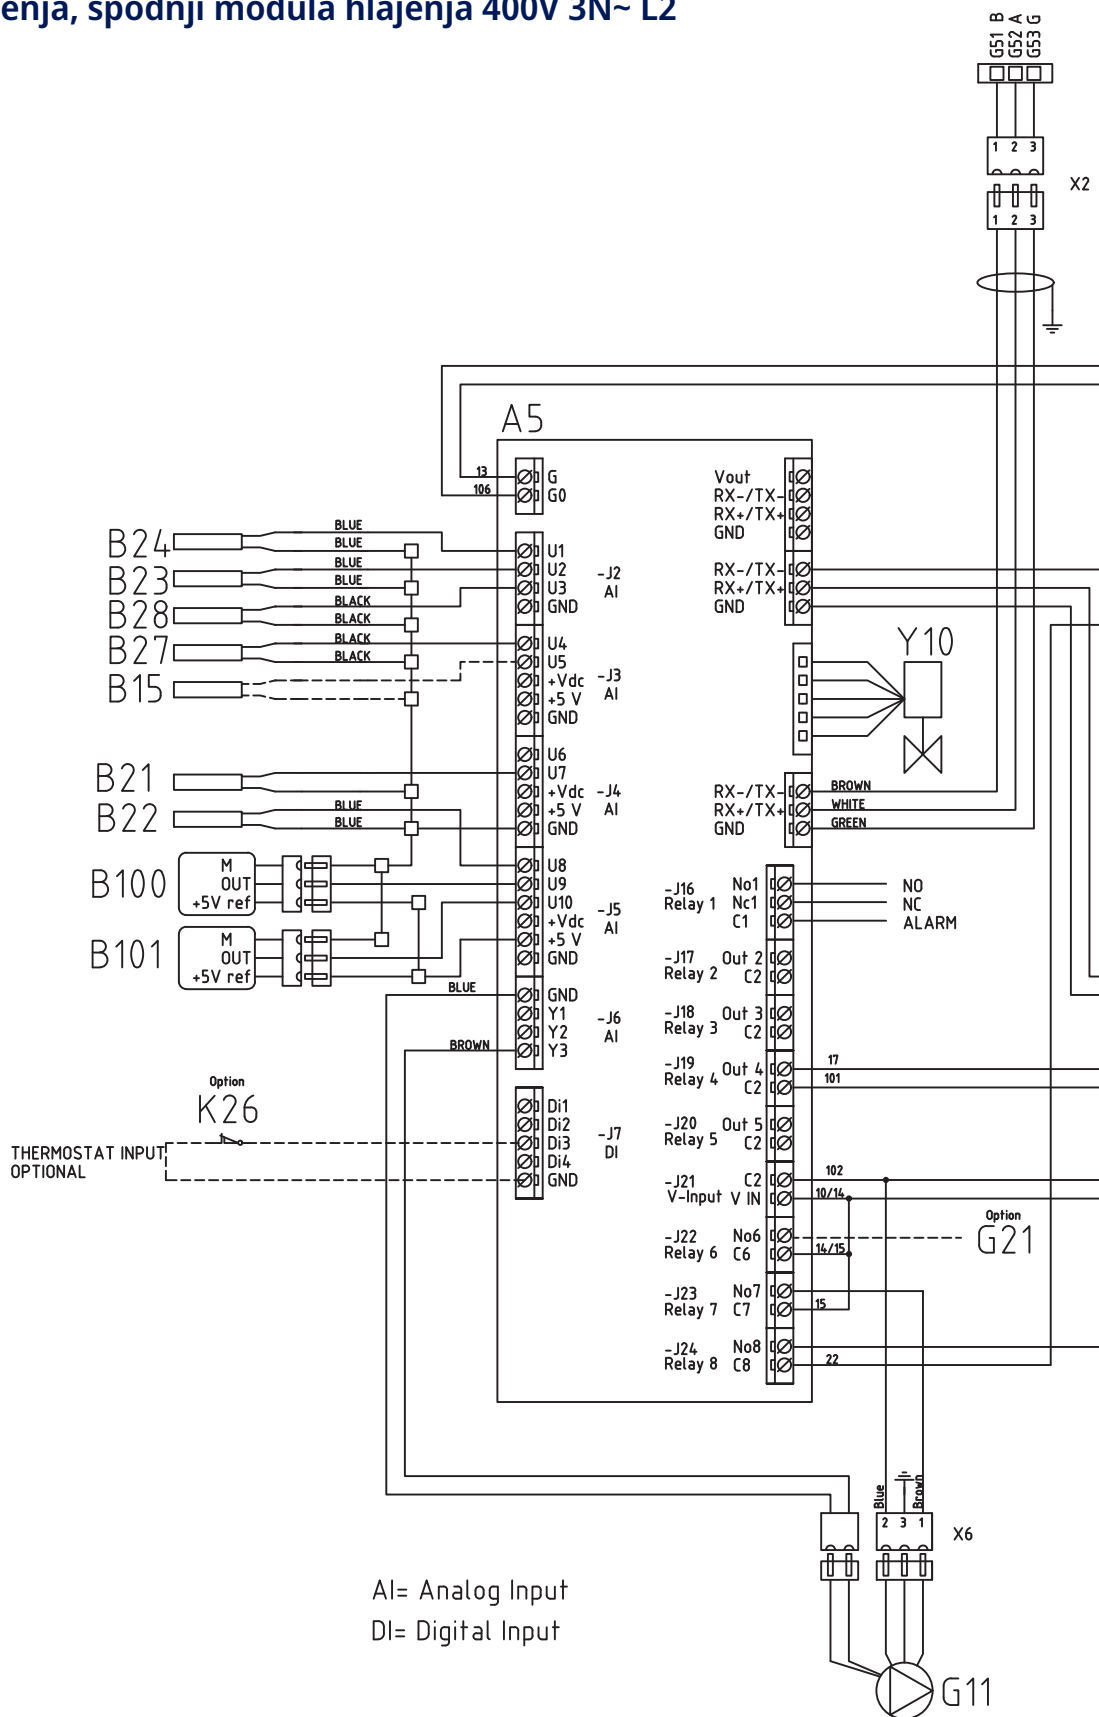 enja, spodnji modula hlajenja 400V 3N~ L2
G51 B
G52 A
G53 G
1 2 3
X2
1 2 3
A5
13 G
106 G0
Vout
RX-/TX-
RX+/TX+
GND
B24
BLUE
BLUE
U1
B23
BLUE
BLUE
U2
-J2
AI
U3
GND
RX-/TX-
RX+/TX+
GND
B28
BLACK
BLACK
B27
BLACK
BLACK
U4
U5
+Vdc
-J3
AI
+5 V
GND
B15
Y10
B21
U6
U7
+Vdc
-J4
AI
+5 V
GND
B22
BLUE
BLUE
RX-/TX- BROWN
RX+/TX+ WHITE
GND GREEN
B100
M
OUT
+5V ref
U8
U9
U10
+Vdc
-J5
AI
+5 V
GND
B101
M
OUT
+5V ref
-J16
Relay 1
No1 NO
Nc1 NC
C1 ALARM
-J17
Relay 2
Out 2
C2
BLUE
GND
Y1
Y2
-J6
AI
BROWN
Y3
-J18
Relay 3
Out 3
C2
-J19
Relay 4
Out 4 17
C2 101
Option
K26
THERMOSTAT INPUT
OPTIONAL
Di1
Di2
Di3
Di4
GND
-J7
DI
-J20
Relay 5
Out 5
C2
-J21
V-Input
C2 102
V IN 10/14
-J22
Relay 6
No6
C6 14/15
Option
G21
-J23
Relay 7
No7
C7 15
-J24
Relay 8
No8
C8 22
Blue
Brown
2 3 1
X6
AI= Analog Input
DI= Digital Input
G11